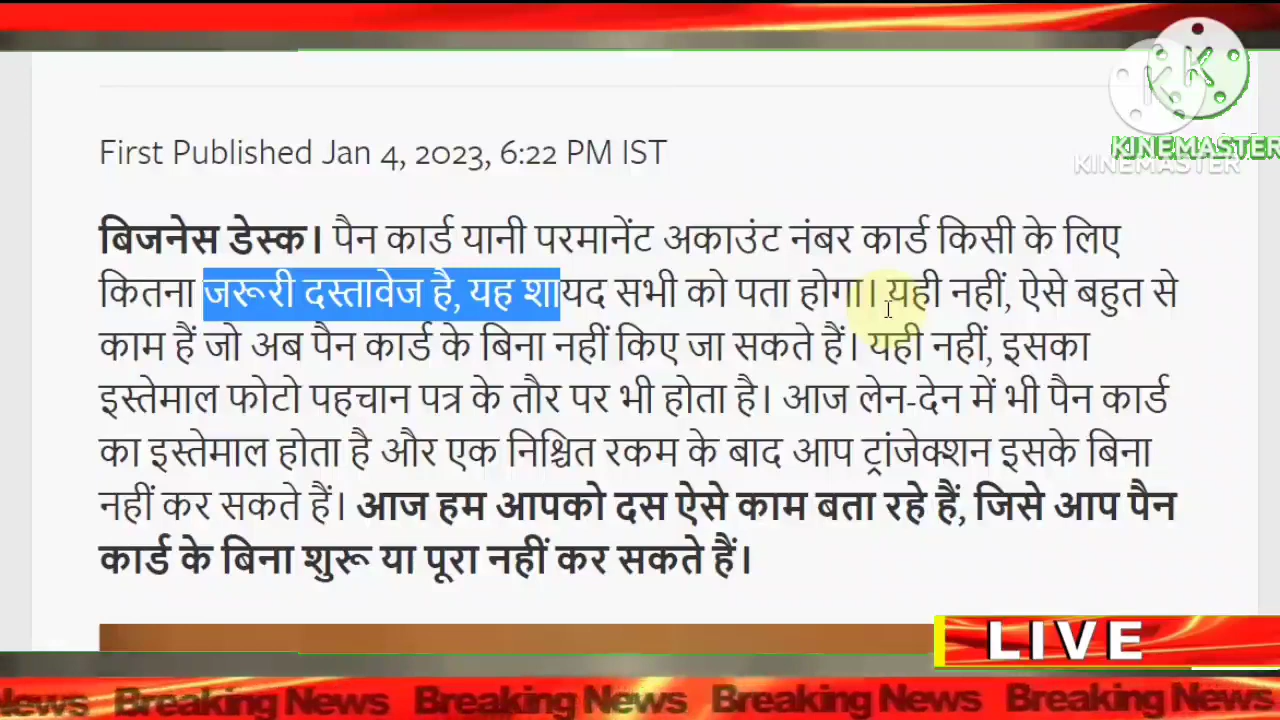 KINEMASTER
KINEMASTER
First Published Jan 4, 2023, 6:22 PM IST
बिजनेस डेस्क। पैन कार्ड यानी परमानेंट अकाउंट नंबर कार्ड किसी के लिए
कितना जरूरी दस्तावेज है, यह शायद सभी को पता होगा। यही नहीं, ऐसे बहुत से
काम हैं जो अब पैन कार्ड के बिना नहीं किए जा सकते हैं। यही नहीं, इसका
इस्तेमाल फोटो पहचान पत्र के तौर पर भी होता है। आज लेन-देन में भी पैन कार्ड
का इस्तेमाल होता है और एक निश्चित रकम के बाद आप ट्रांजेक्शन इसके बिना
नहीं कर सकते हैं। आज हम आपको दस ऐसे काम बता रहे हैं, जिसे आप पैन
कार्ड के बिना शुरू या पूरा नहीं कर सकते हैं।
LIVE
News Breaking News Breaking News Breaking News Breaking News